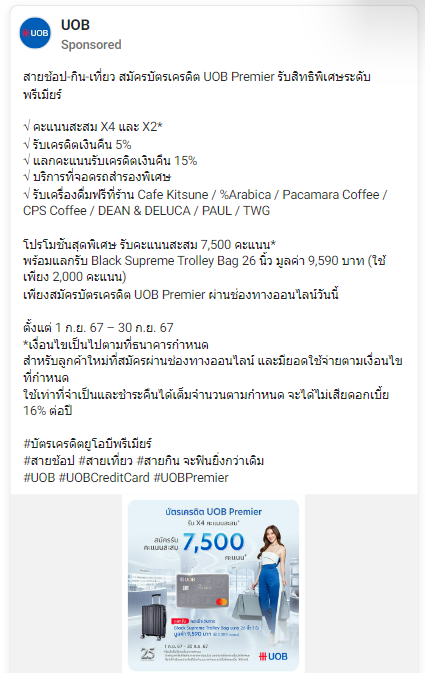 UOB
UOB
Sponsored
สายช้อป-กิน-เที่ยว สมัครบัตรเครดิต UOB Premier รับสิทธิพิเศษระดับ
พรีเมียร์
√ คะแนนสะสม X4 และ X2*
√ รับเครดิตเงินคืน 5%
√ แลกคะแนนรับเครดิตเงินคืน 15%
√ บริการที่จอดรถสำรองพิเศษ
√ รับเครื่องดื่มฟรีที่ร้าน Cafe Kitsune / %Arabica / Pacamara Coffee /
CPS Coffee / DEAN & DELUCA / PAUL / TWG
โปรโมชันสุดพิเศษ รับคะแนนสะสม 7,500 คะแนน*
พร้อมแลกรับ Black Supreme Trolley Bag 26 นิ้ว มูลค่า 9,590 บาท (ใช้
เพียง 2,000 คะแนน)
เพียงสมัครบัตรเครดิต UOB Premier ผ่านช่องทางออนไลน์วันนี้
ตั้งแต่ 1 ก.ย. 67 – 30 ก.ย. 67
*เงื่อนไขเป็นไปตามที่ธนาคารกำหนด
สำหรับลูกค้าใหม่ที่สมัครผ่านช่องทางออนไลน์ และมียอดใช้จ่ายตามเงื่อนไข
ที่กำหนด
ใช้เท่าที่จำเป็นและชำระคืนได้เต็มจำนวนตามกำหนด จะได้ไม่เสียดอกเบี้ย
16% ต่อปี
#บัตรเครดิตยูโอบีพรีเมียร์
#สายช้อป #สายเที่ยว #สายกิน จะฟินยิ่งกว่าเดิม
#UOB #UOBCreditCard #UOBPremier
บัตรเครดิต UOB Premier
รับ X4 คะแนนสะสม*
สมัครรับ
คะแนนสะสม
7,500
คะแนน*
UOB
Black Supreme Trolley Bag ขนาด 26 นิ้ว
มูลค่า 9,590 บาท
25
1 ก.ย. 67 - 30 ก.ย. 67
UOB